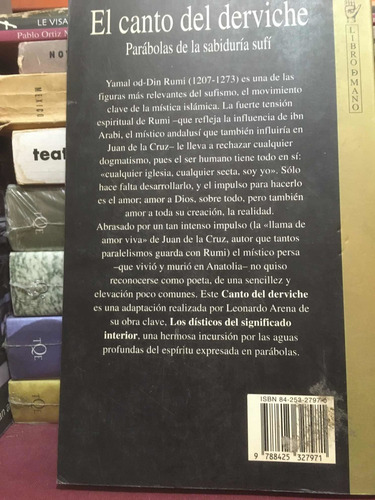 El canto del derviche
Parábolas de la sabiduría sufí
Yamal od-Din Rumi (1207-1273) es una de las
figuras más relevantes del sufismo, el movimiento
clave de la mística islámica. La fuerte tensión
espiritual de Rumi –que refleja la influencia de ibn
Arabi, el místico andalusí que también influiría en
Juan de la Cruz– le lleva a rechazar cualquier
dogmatismo, pues el ser humano tiene todo en sí:
«cualquier iglesia, cualquier secta, soy yo». Sólo
hace falta desarrollarlo, y el impulso para hacerlo
es el amor; amor a Dios, sobre todo, pero también
amor a toda su creación, la realidad.
Abrasado por un tan intenso impulso (la «llama
de amor viva» de Juan de la Cruz, autor que tantos
paralelismos guarda con Rumi) el místico persa
–que vivió y murió en Anatolia– no quiso
reconocerse como poeta, de una sencillez y
elevación poco comunes. Este Canto del derviche
es una adaptación realizada por Leonardo Arena de
su obra clave, Los dísticos del significado
interior, una hermosa incursión por las aguas
profundas del espíritu expresada en parábolas.
ISBN 84-253-2797-6
9 788425 327971
LIBRO D MANO
LE VISA
Pablo Ortiz M
MÉXICO
teat
TQE
TQE